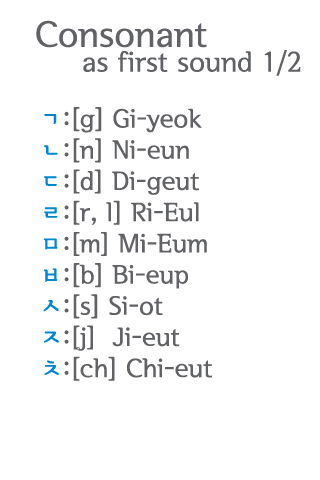 Consonant
as first sound 1/2
ㄱ:[g] Gi-yeok
ㄴ:[n] Ni-eun
ㄷ:[d] Di-geut
ㄹ:[r, l] Ri-Eul
ㅁ:[m] Mi-Eum
ㅂ:[b] Bi-eup
ㅅ:[s] Si-ot
ㅈ:[j] Ji-eut
ㅊ:[ch] Chi-eut